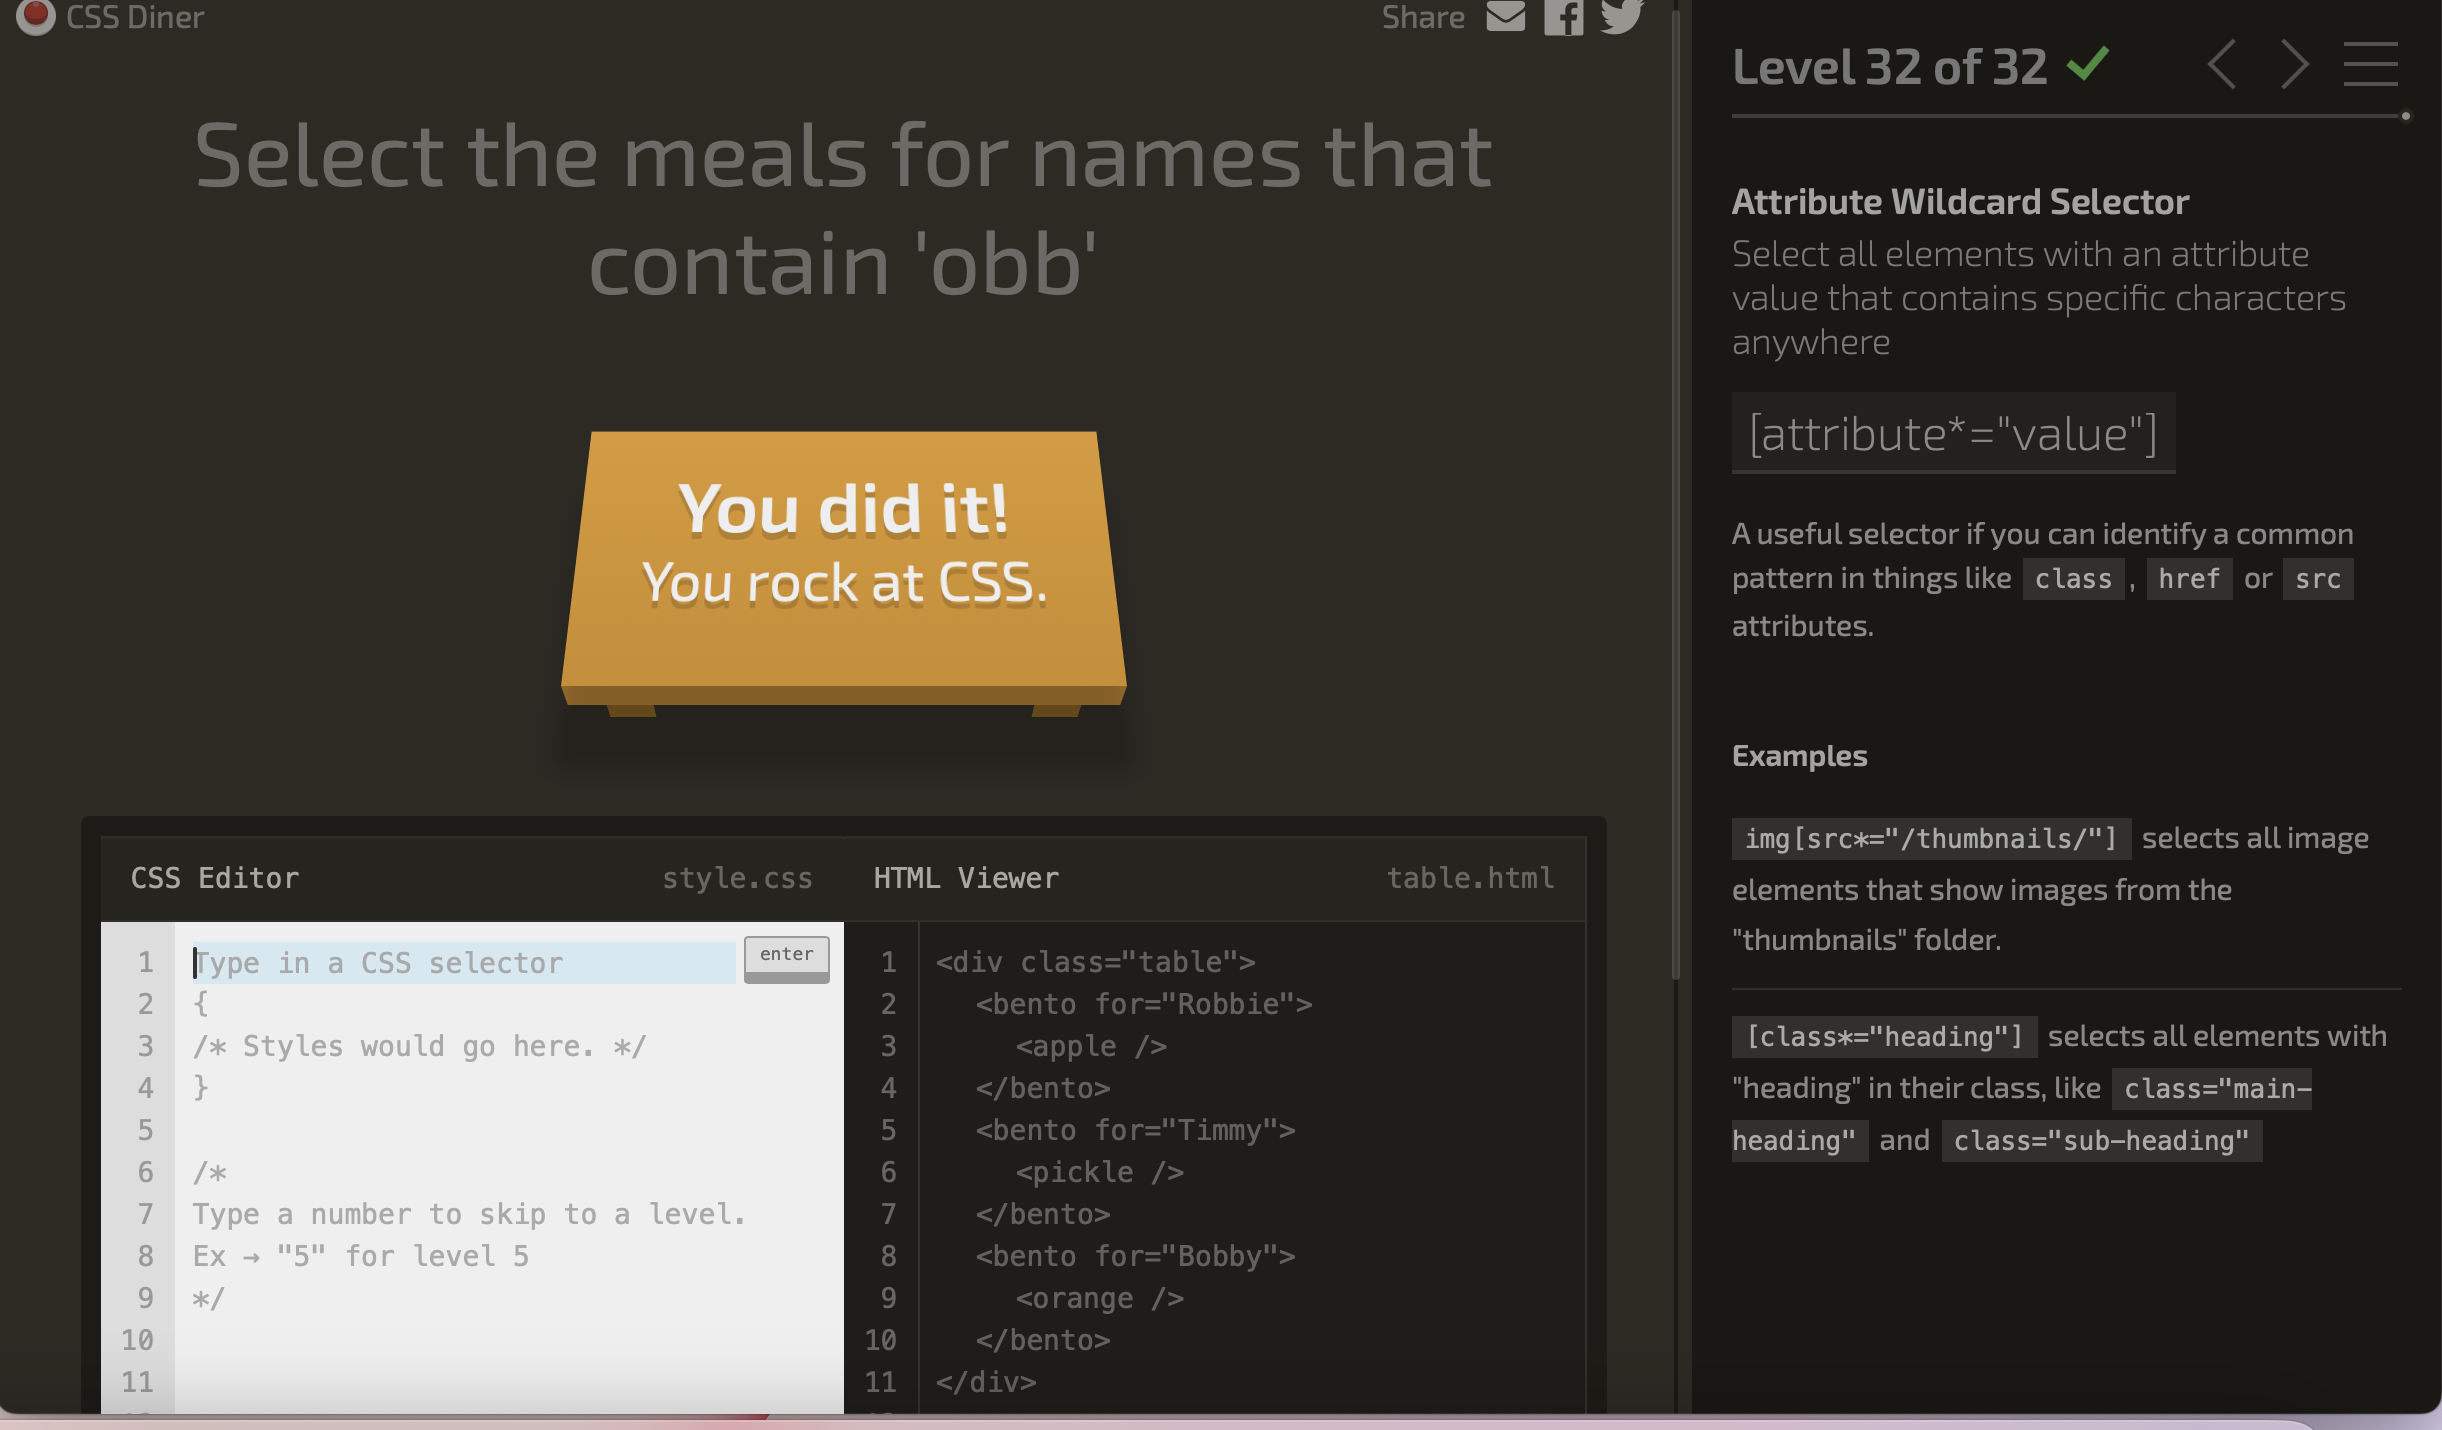 CSS Diner
Share
Select the meals for names that
contain 'obb'
You did it!
You rock at CSS.
CSS Editor
style.css
HTML Viewer
table.html
1
Type in a CSS selector
enter
2
{
3
/* Styles would go here. */
4
}
5
6
/*
7
Type a number to skip to a level.
8
Ex → "5" for level 5
9
*/
10
11
1 <div class="table">
2 <bento for="Robbie">
3 <apple />
4 </bento>
5 <bento for="Timmy">
6 <pickle />
7 </bento>
8 <bento for="Bobby">
9 <orange />
10 </bento>
11 </div>
Level 32 of 32
Attribute Wildcard Selector
Select all elements with an attribute
value that contains specific characters
anywhere
[attribute*="value"]
A useful selector if you can identify a common
pattern in things like class , href or src
attributes.
Examples
img[src*="/thumbnails/"] selects all image
elements that show images from the
"thumbnails" folder.
[class*="heading"] selects all elements with
"heading" in their class, like class="main-
heading" and class="sub-heading"